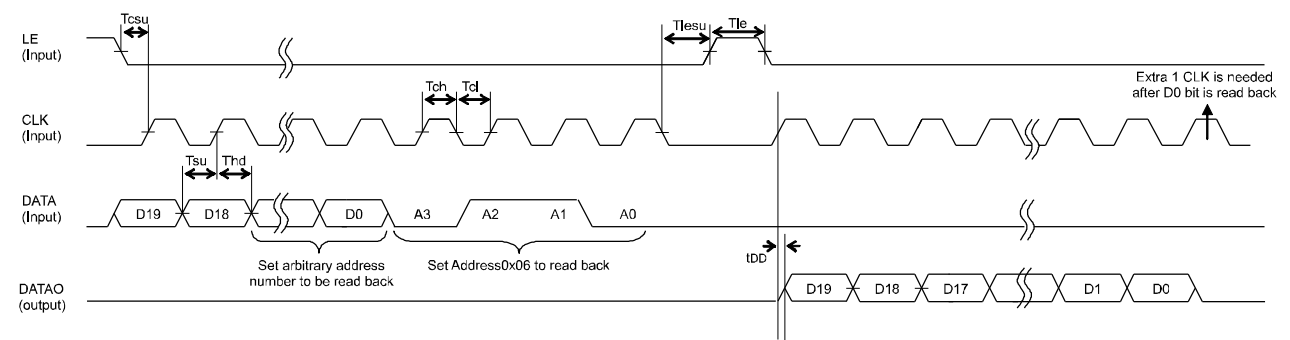 Tcsu
Tlesu
Tle
LE
(Input)
Extra 1 CLK is needed
after D0 bit is read back
Tch
Tcl
CLK
(Input)
Tsu
Thd
DATA
(Input)
D19
D18
D0
A3
A2
A1
A0
Set arbitrary address
number to be read back
Set Address0x06 to read back
tDD
DATAO
(output)
D19
D18
D17
D1
D0